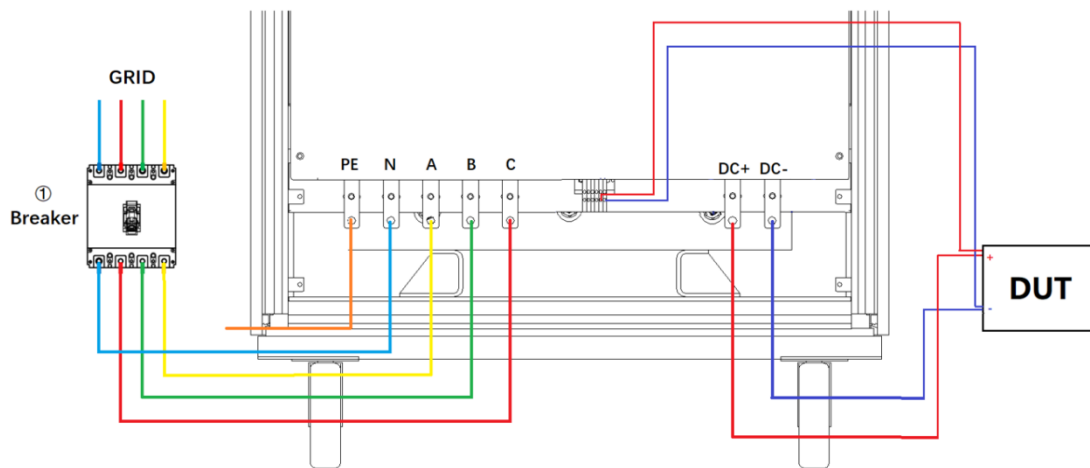 GRID
①
Breaker
PE N A B C
DC+ DC-
+
DUT
-